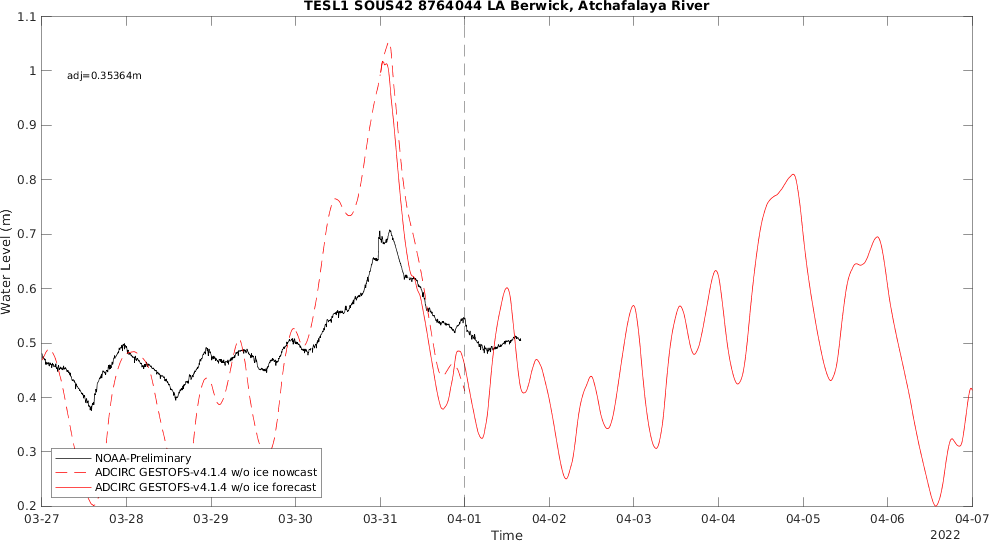 TESL1 SOUS42 8764044 LA Berwick, Atchafalaya River
1.1
1
0.9
0.8
0.7
0.6
0.5
0.4
0.3
0.2
Water Level (m)
adj=0.35364m
NOAA-Preliminary
ADCIRC GESTOFS-v4.1.4 w/o ice nowcast
ADCIRC GESTOFS-v4.1.4 w/o ice forecast
03-27 03-28 03-29 03-30 03-31 04-01 04-02 04-03 04-04 04-05 04-06 04-07
Time
2022